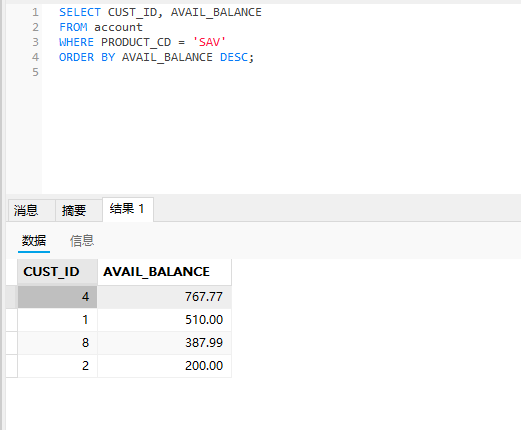 1 SELECT CUST_ID, AVAIL_BALANCE
2 FROM account
3 WHERE PRODUCT_CD = 'SAV'
4 ORDER BY AVAIL_BALANCE DESC;
5
消息 摘要 结果 1
数据 信息
CUST_ID AVAIL_BALANCE
4 767.77
1 510.00
8 387.99
2 200.00